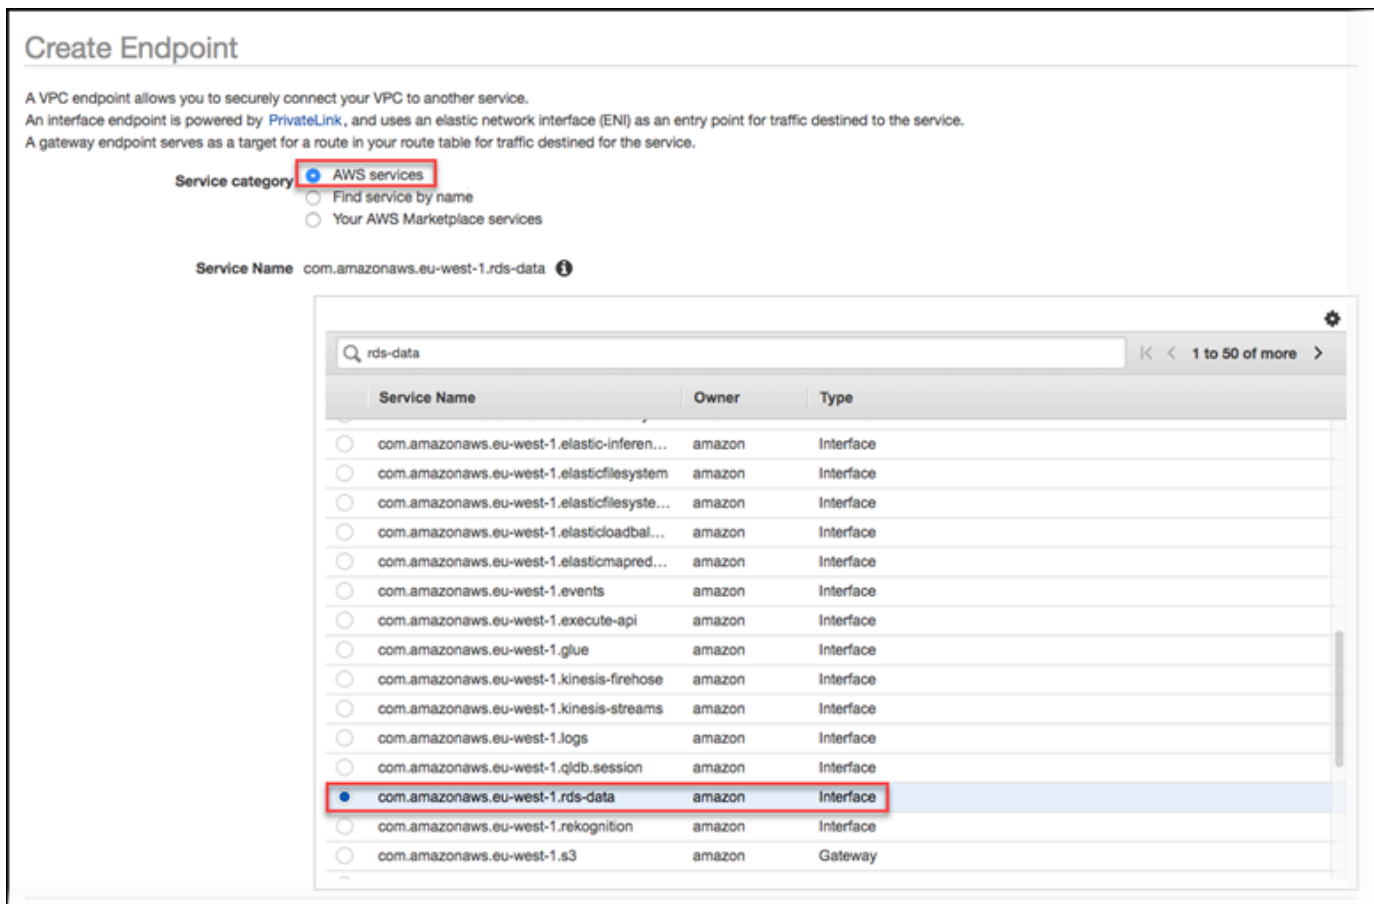 Create Endpoint
A VPC endpoint allows you to securely connect your VPC to another service.
An interface endpoint is powered by PrivateLink, and uses an elastic network interface (ENI) as an entry point for traffic destined to the service.
A gateway endpoint serves as a target for a route in your route table for traffic destined for the service.
Service category AWS services
Find service by name
Your AWS Marketplace services
Service Name com.amazonaws.eu-west-1.rds-data
rds-data 1 to 50 of more
Service Name Owner Type
com.amazonaws.eu-west-1.elastic-inferen... amazon Interface
com.amazonaws.eu-west-1.elasticfilesystem amazon Interface
com.amazonaws.eu-west-1.elasticfilesyste... amazon Interface
com.amazonaws.eu-west-1.elasticloadbal... amazon Interface
com.amazonaws.eu-west-1.elasticmapred... amazon Interface
com.amazonaws.eu-west-1.events amazon Interface
com.amazonaws.eu-west-1.execute-api amazon Interface
com.amazonaws.eu-west-1.glue amazon Interface
com.amazonaws.eu-west-1.kinesis-firehose amazon Interface
com.amazonaws.eu-west-1.kinesis-streams amazon Interface
com.amazonaws.eu-west-1.logs amazon Interface
com.amazonaws.eu-west-1.qldb.session amazon Interface
com.amazonaws.eu-west-1.rds-data amazon Interface
com.amazonaws.eu-west-1.rekognition amazon Interface
com.amazonaws.eu-west-1.s3 amazon Gateway